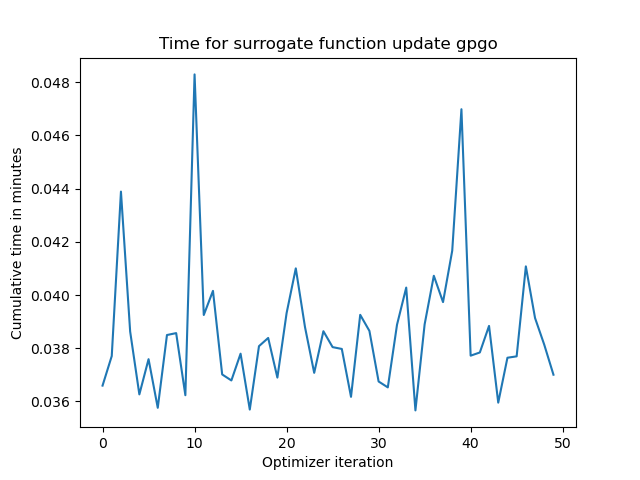 Time for surrogate function update gpgo
0.048
0.046
0.044
0.042
0.040
0.038
0.036
Cumulative time in minutes
0 10 20 30 40 50
Optimizer iteration